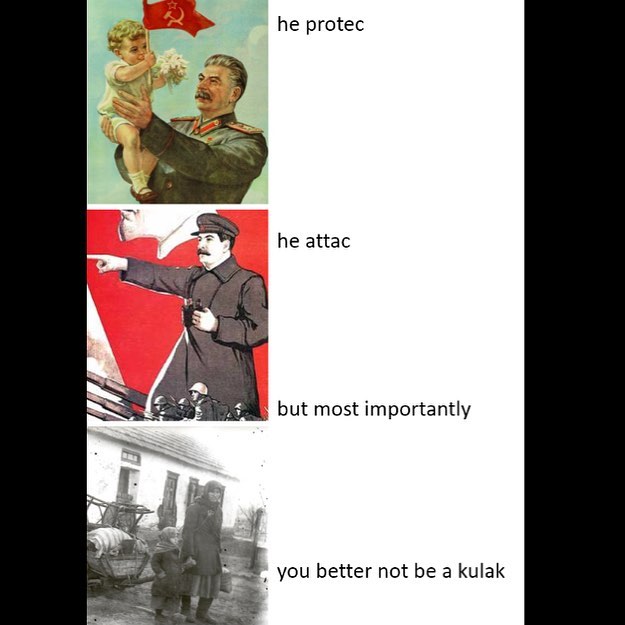 he protec
he attac
but most importantly
you better not be a kulak